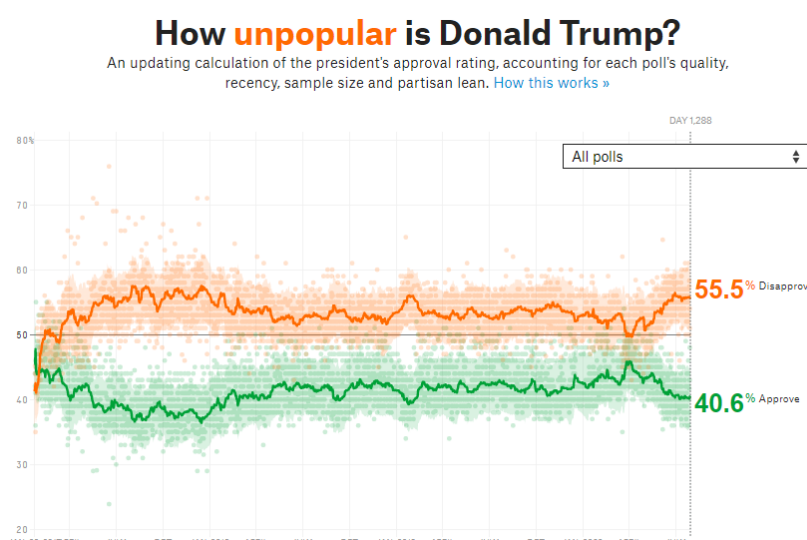 How unpopular is Donald Trump?
An updating calculation of the president's approval rating, accounting for each poll's quality,
recency, sample size and partisan lean. How this works »
DAY 1,288
80%
All polls
70
60
55.5% Disapprov
50
40
40.6% Approve
30
20